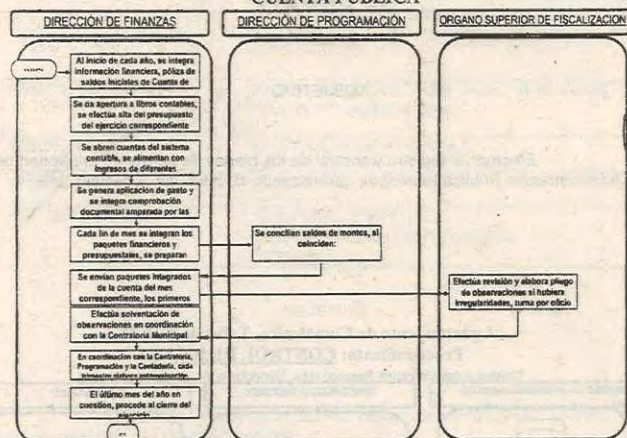 CUENTA PUBLICA
DIRECCIÓN DE FINANZAS
DIRECCIÓN DE PROGRAMACIÓN
ORGANO SUPERIOR DE FISCALIZACION
Al inicio de cada año, se integra
información financiera, póliza de
saldos iniciales de Cuenta de
Se da apertura a libros contables,
se efectúa alta del presupuesto
del ejercicio correspondiente
Se abren cuentas del sistema
contable, se alimentan con
ingresos de diferentes
Se genera aplicación de gasto y
se integra comprobación
documental amparada por las
Cada fin de mes se integran los
paquetes financieros y
presupuestales, se preparan
Se concilian saldos de montos, si
coinciden:
Se envían paquetes integrados
de la cuenta del mes
correspondiente, los primeros
Efectúa revisión y elabora pliego
de observaciones si hubiera
irregularidades, turna por oficio
Efectúa solventación de
observaciones en coordinación
con la Contraloría Municipal
En coordinación con la Contraloría,
Programación y la Contaduría, cada
trimestre elabora autoevaluación
El último mes del año en
cuestión, procede al cierre del
ejercicio